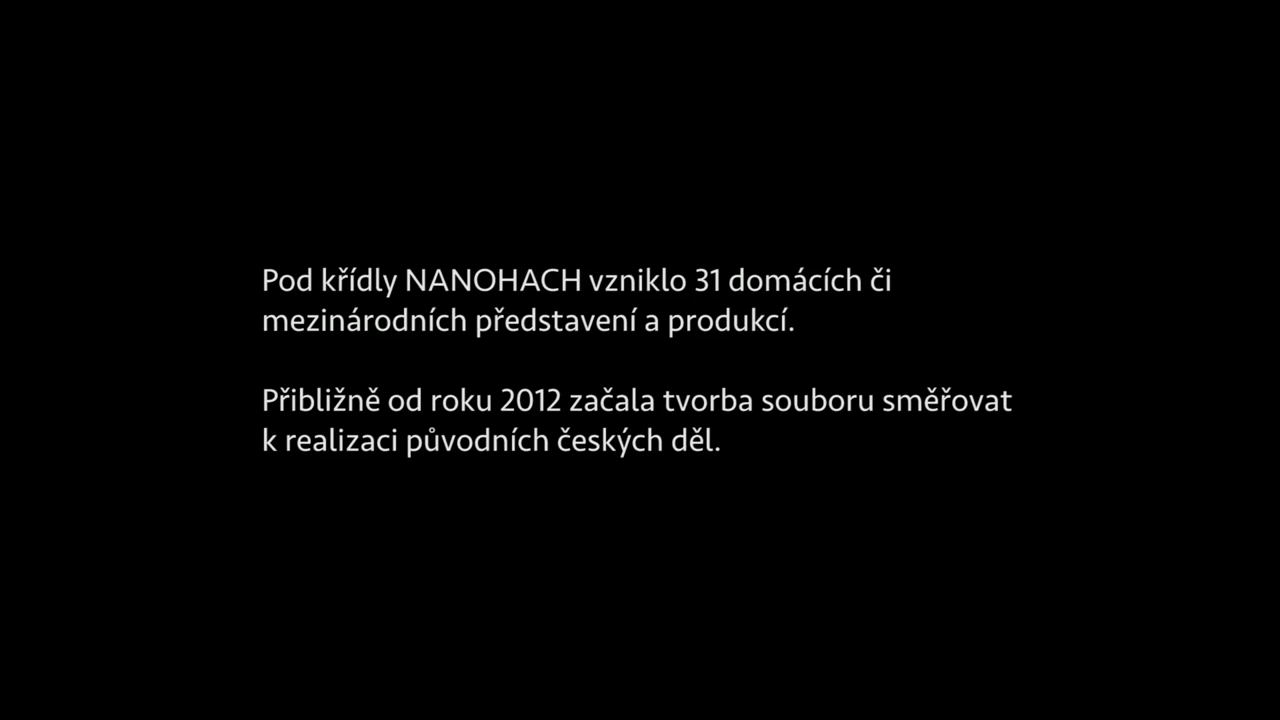 Pod křídly NANOHACH vzniklo 31 domácích či
mezinárodních představení a produkcí.
Přibližně od roku 2012 začala tvorba souboru směřovat
k realizaci původních českých děl.